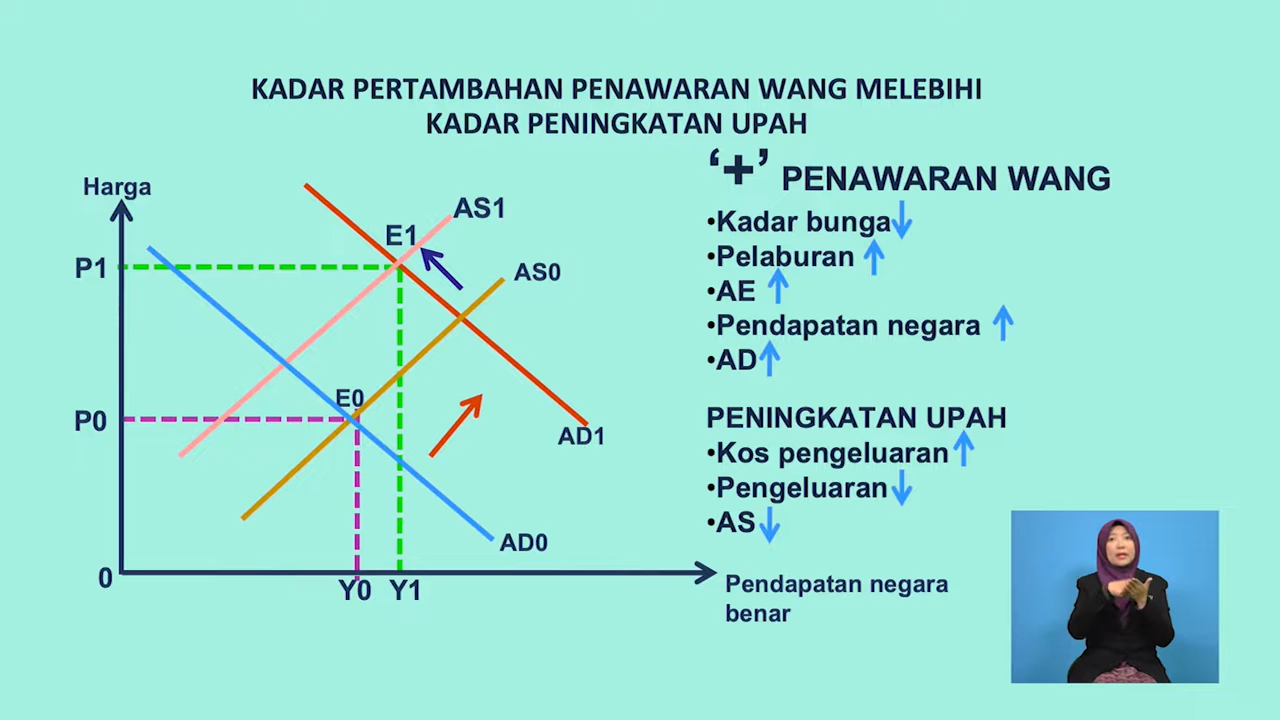 KADAR PERTAMBAHAN PENAWARAN WANG MELEBIHI
KADAR PENINGKATAN UPAH
Harga
P1
P0
0
E1
AS1
AS0
E0
AD1
AD0
Y0 Y1
Pendapatan negara
benar
‘+’ PENAWARAN WANG
•Kadar bunga↓
•Pelaburan ↑
•AE ↑
•Pendapatan negara ↑
•AD↑
PENINGKATAN UPAH
•Kos pengeluaran↑
•Pengeluaran↓
•AS↓